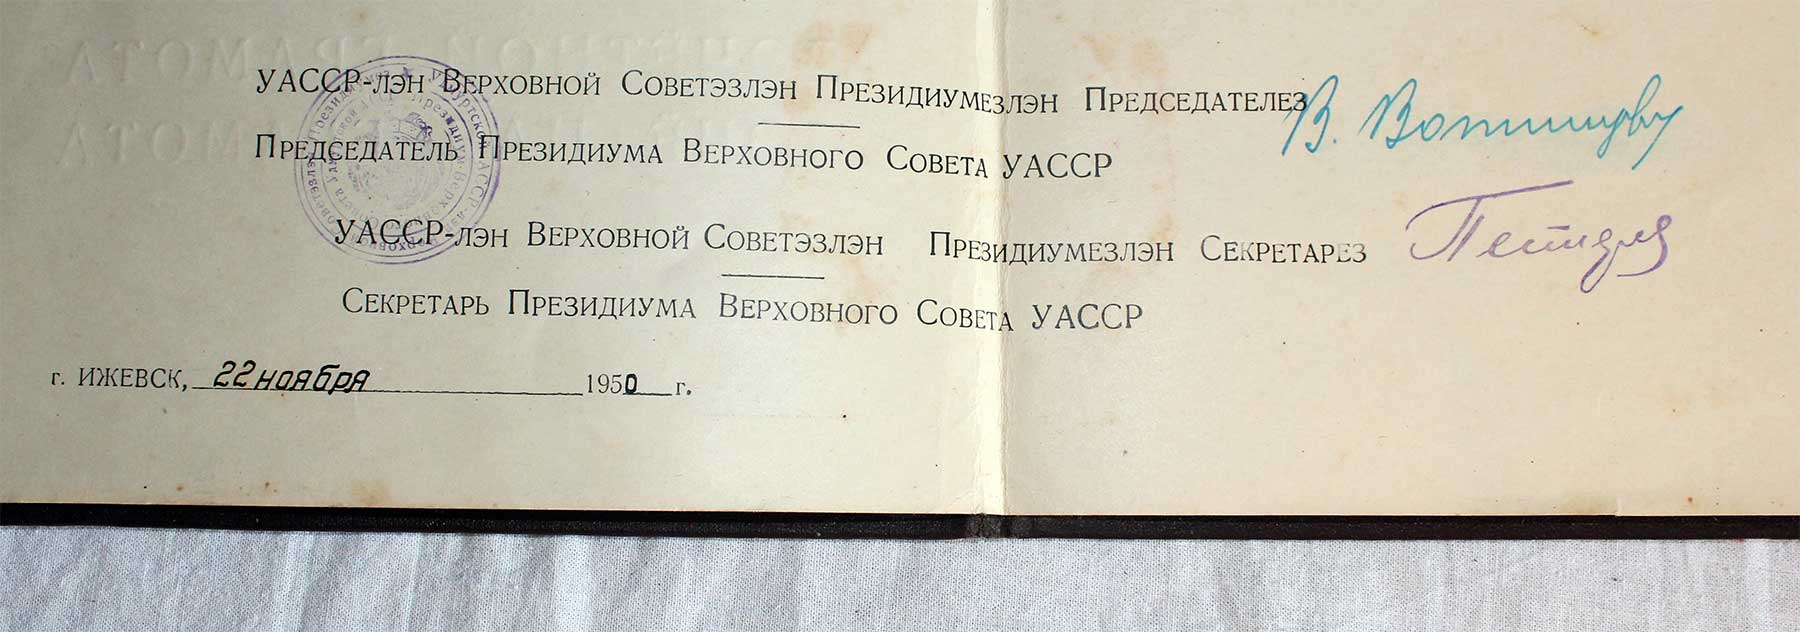 УАССР-лэн Верховной Советэзлэн Президиумезлэн Председателез В. Вотинцев
Председатель Президиума Верховного Совета УАССР
УАССР-лэн Верховной Советэзлэн Президиумезлэн Секретарез
Секретарь Президиума Верховного Совета УАССР
г. ИЖЕВСК, 22 ноября 1950 г.